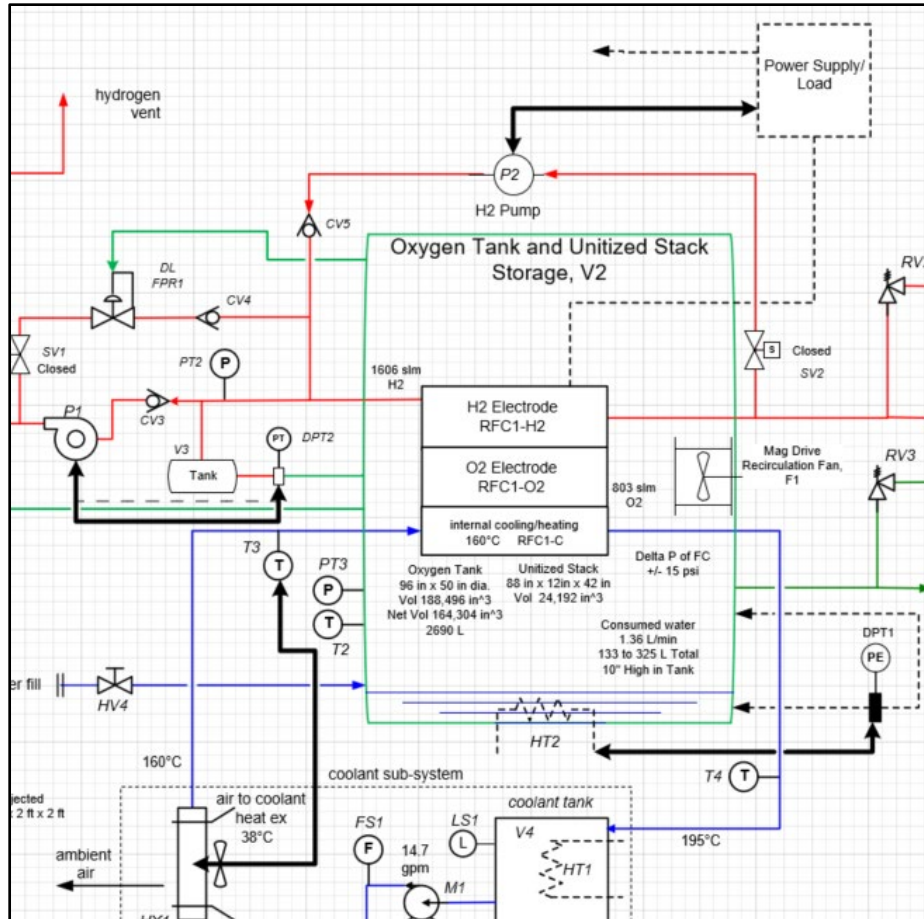 hydrogen
vent
Power Supply/
Load
P2
H2 Pump
CV5
Oxygen Tank and Unitized Stack
Storage, V2
DL
FPR1
CV4
SV1
Closed
PT2
P
1606 slm
H2
S
Closed
SV2
P1
CV3
V3
Tank
PT
DPT2
H2 Electrode
RFC1-H2
O2 Electrode
RFC1-O2
803 slm
O2
Mag Drive
Recirculation Fan,
F1
RV3
internal cooling/heating
160°C RFC1-C
T3
T
PT3
P
T
T2
Oxygen Tank
96 in x 50 in dia.
Vol 188,496 in^3
Net Vol 164,304 in^3
2690 L
Unitized Stack
88 in x 12in x 42 in
Vol 24,192 in^3
Delta P of FC
+/- 15 psi
Consumed water
1.36 L/min
133 to 325 L Total
10" High in Tank
DPT1
PE
er fill
HV4
HT2
160°C
T4
T
coolant sub-system
jected
x 2 ft x 2 ft
air to coolant
heat ex
38°C
ambient
air
FS1
F
14.7
gpm
M1
LS1
L
coolant tank
V4
HT1
195°C